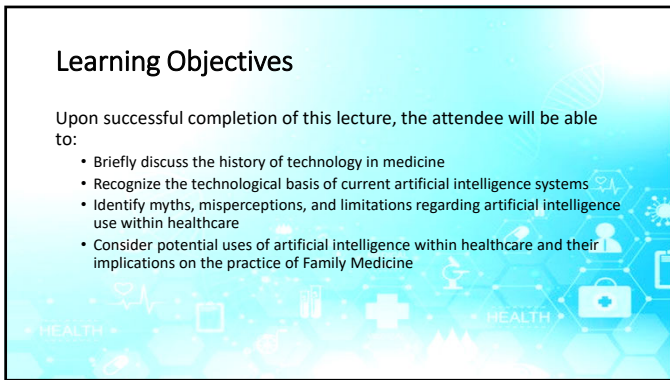 Learning Objectives
Upon successful completion of this lecture, the attendee will be able
to:
• Briefly discuss the history of technology in medicine
• Recognize the technological basis of current artificial intelligence systems
• Identify myths, misperceptions, and limitations regarding artificial intelligence
use within healthcare
• Consider potential uses of artificial intelligence within healthcare and their
implications on the practice of Family Medicine
HEALTH
HEALTH